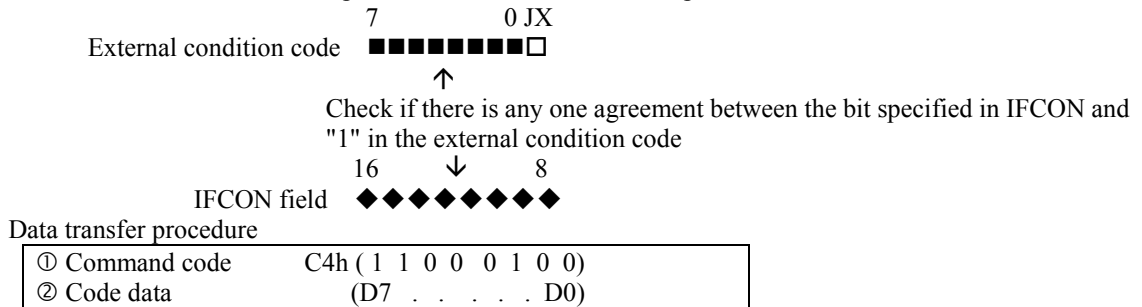 7 0 JX
External condition code ■■■■■■■■□
↑
Check if there is any one agreement between the bit specified in IFCON and
"1" in the external condition code
16 ↓ 8
IFCON field ◆◆◆◆◆◆◆◆
Data transfer procedure
① Command code C4h ( 1 1 0 0 0 1 0 0)
② Code data (D7 . . . . . D0)